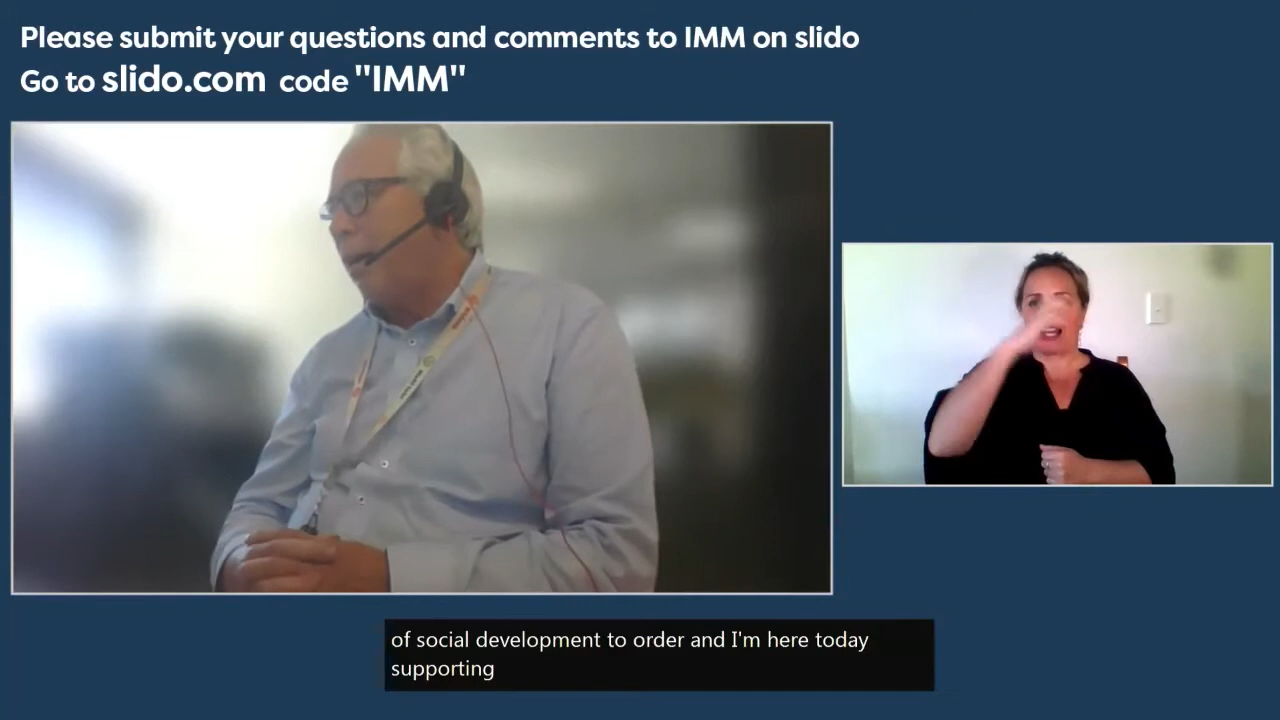 Please submit your questions and comments to IMM on slido
Go to slido.com code "IMM"
of social development to order and I'm here today
supporting